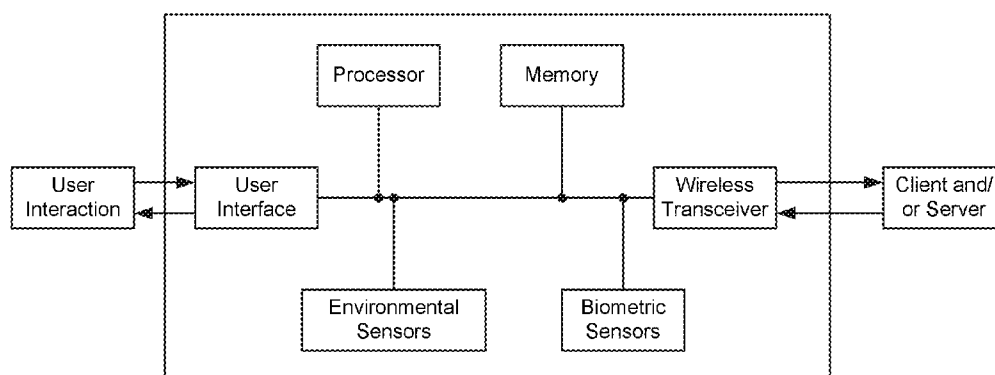 Processor
Memory
User
Interaction
User
Interface
Wireless
Transceiver
Client and/
or Server
Environmental
Sensors
Biometric
Sensors